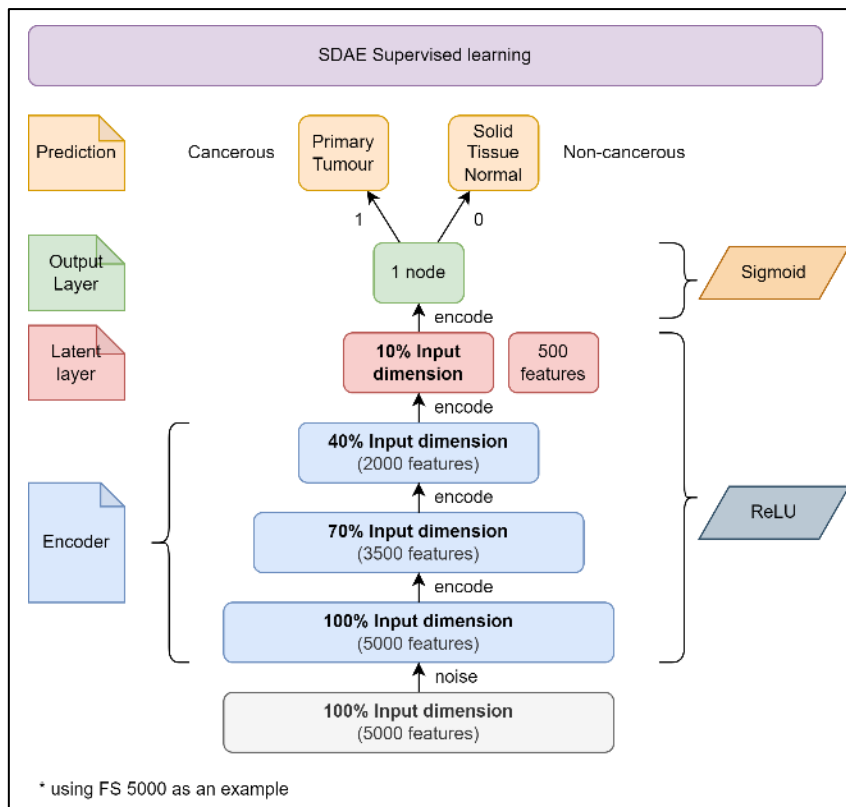 SDAE Supervised learning
Prediction
Cancerous
Primary
Tumour
Solid
Tissue
Normal
Non-cancerous
1
0
Output
Layer
1 node
Sigmoid
encode
Latent
layer
10% Input
dimension
500
features
encode
40% Input dimension
(2000 features)
encode
Encoder
70% Input dimension
(3500 features)
ReLU
encode
100% Input dimension
(5000 features)
noise
100% Input dimension
(5000 features)
* using FS 5000 as an example